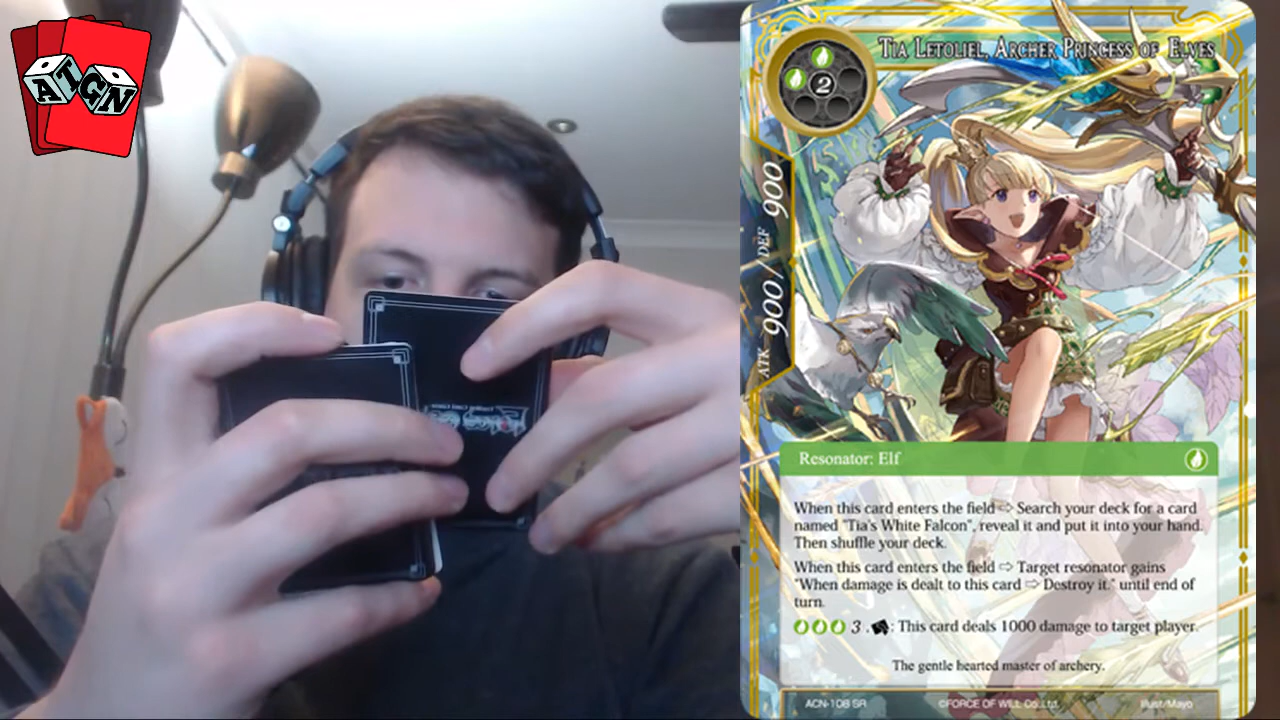 ATCN
2
TIA LETOLIEL, ARCHER PRINCESS OF ELVES
ATK 900 / DEF 900
Resonator: Elf
When this card enters the field ⇨ Search your deck for a card
named "Tia's White Falcon", reveal it and put it into your hand.
Then shuffle your deck.
When this card enters the field ⇨ Target resonator gains
"When damage is dealt to this card ⇨ Destroy it." until end of
turn.
3 , : This card deals 1000 damage to target player.
The gentle hearted master of archery.
ACN-108 SR ©FORCE OF WILL Co.,Ltd. Illust/Mayo